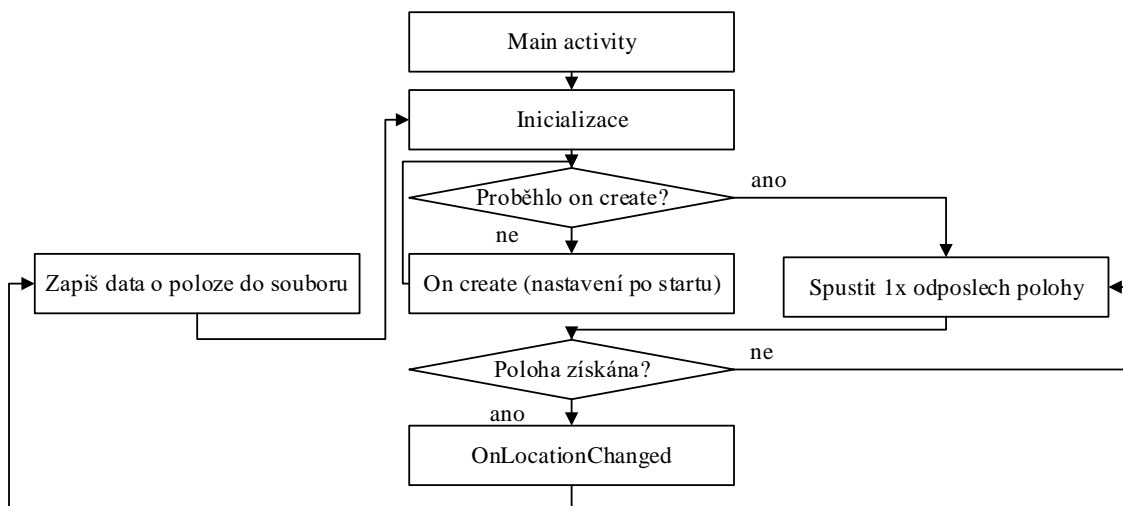 Main activity
Inicializace
Proběhlo on create?
ano
ne
Zapiš data o poloze do souboru
On create (nastavení po startu)
Spustit 1x odposlech polohy
Poloha získána?
ne
ano
OnLocationChanged